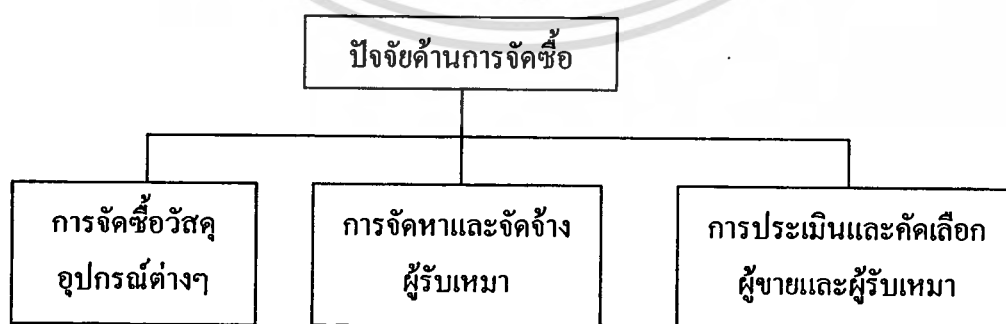 ปัจจัยด้านการจัดซื้อ
การจัดซื้อวัสดุ
อุปกรณ์ต่างๆ
การจัดหาและจัดจ้าง
ผู้รับเหมา
การประเมินและคัดเลือก
ผู้ขายและผู้รับเหมา